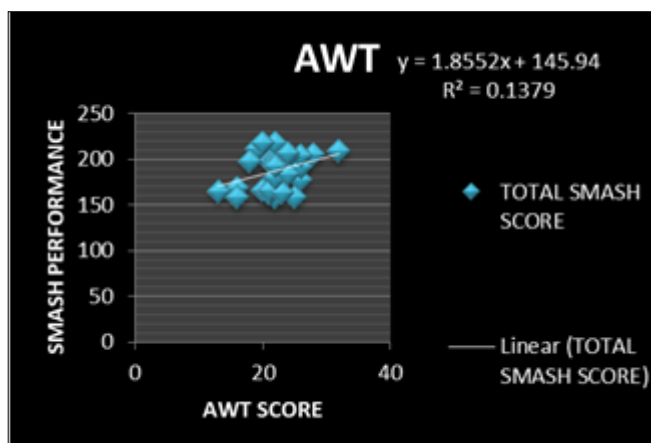 AWT
y = 1.8552x + 145.94
R² = 0.1379
250
200
150
100
50
0
0
20
40
SMASH PERFORMANCE
AWT SCORE
TOTAL SMASH
SCORE
Linear (TOTAL
SMASH SCORE)